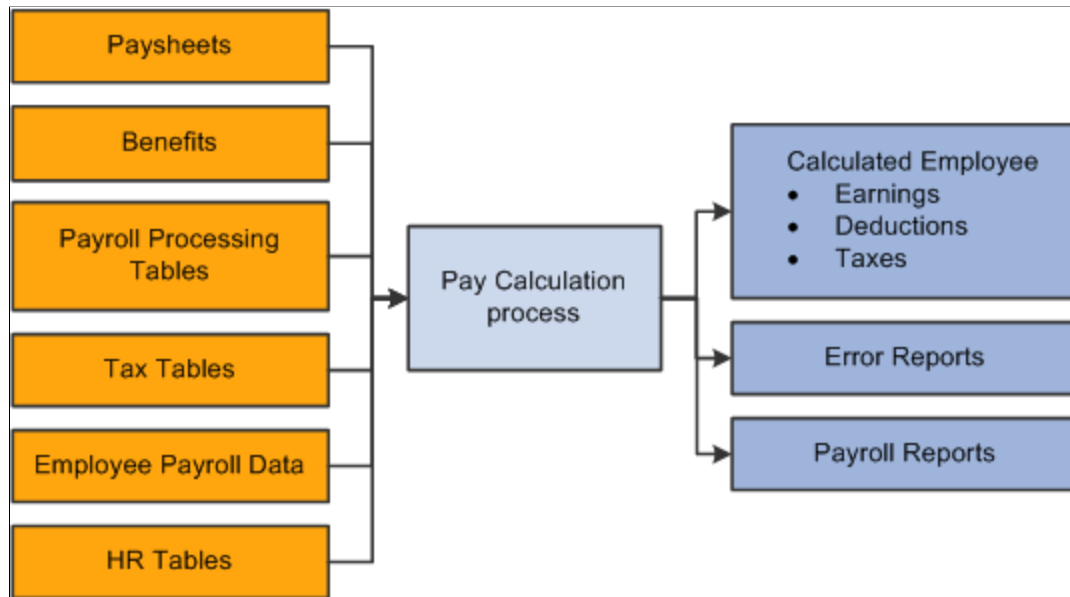 Paysheets
Benefits
Payroll Processing
Tables
Tax Tables
Employee Payroll Data
HR Tables
Pay Calculation
process
Calculated Employee
• Earnings
• Deductions
• Taxes
Error Reports
Payroll Reports